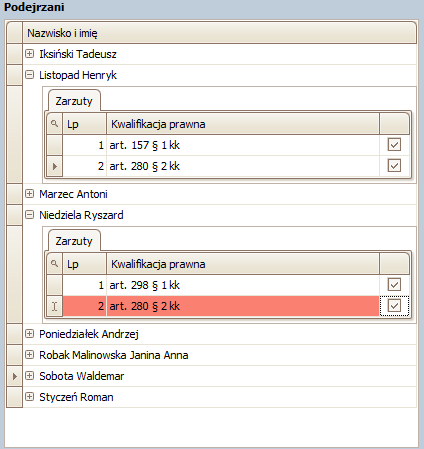 Podejrzani
Nazwisko i imię
Iksiński Tadeusz
Listopad Henryk
Zarzuty
Lp Kwalifikacja prawna
1 art. 157 § 1 kk
2 art. 280 § 2 kk
Marzec Antoni
Niedziela Ryszard
Zarzuty
Lp Kwalifikacja prawna
1 art. 298 § 1 kk
2 art. 280 § 2 kk
Poniedziałek Andrzej
Robak Malinowska Janina Anna
Sobota Waldemar
Styczeń Roman